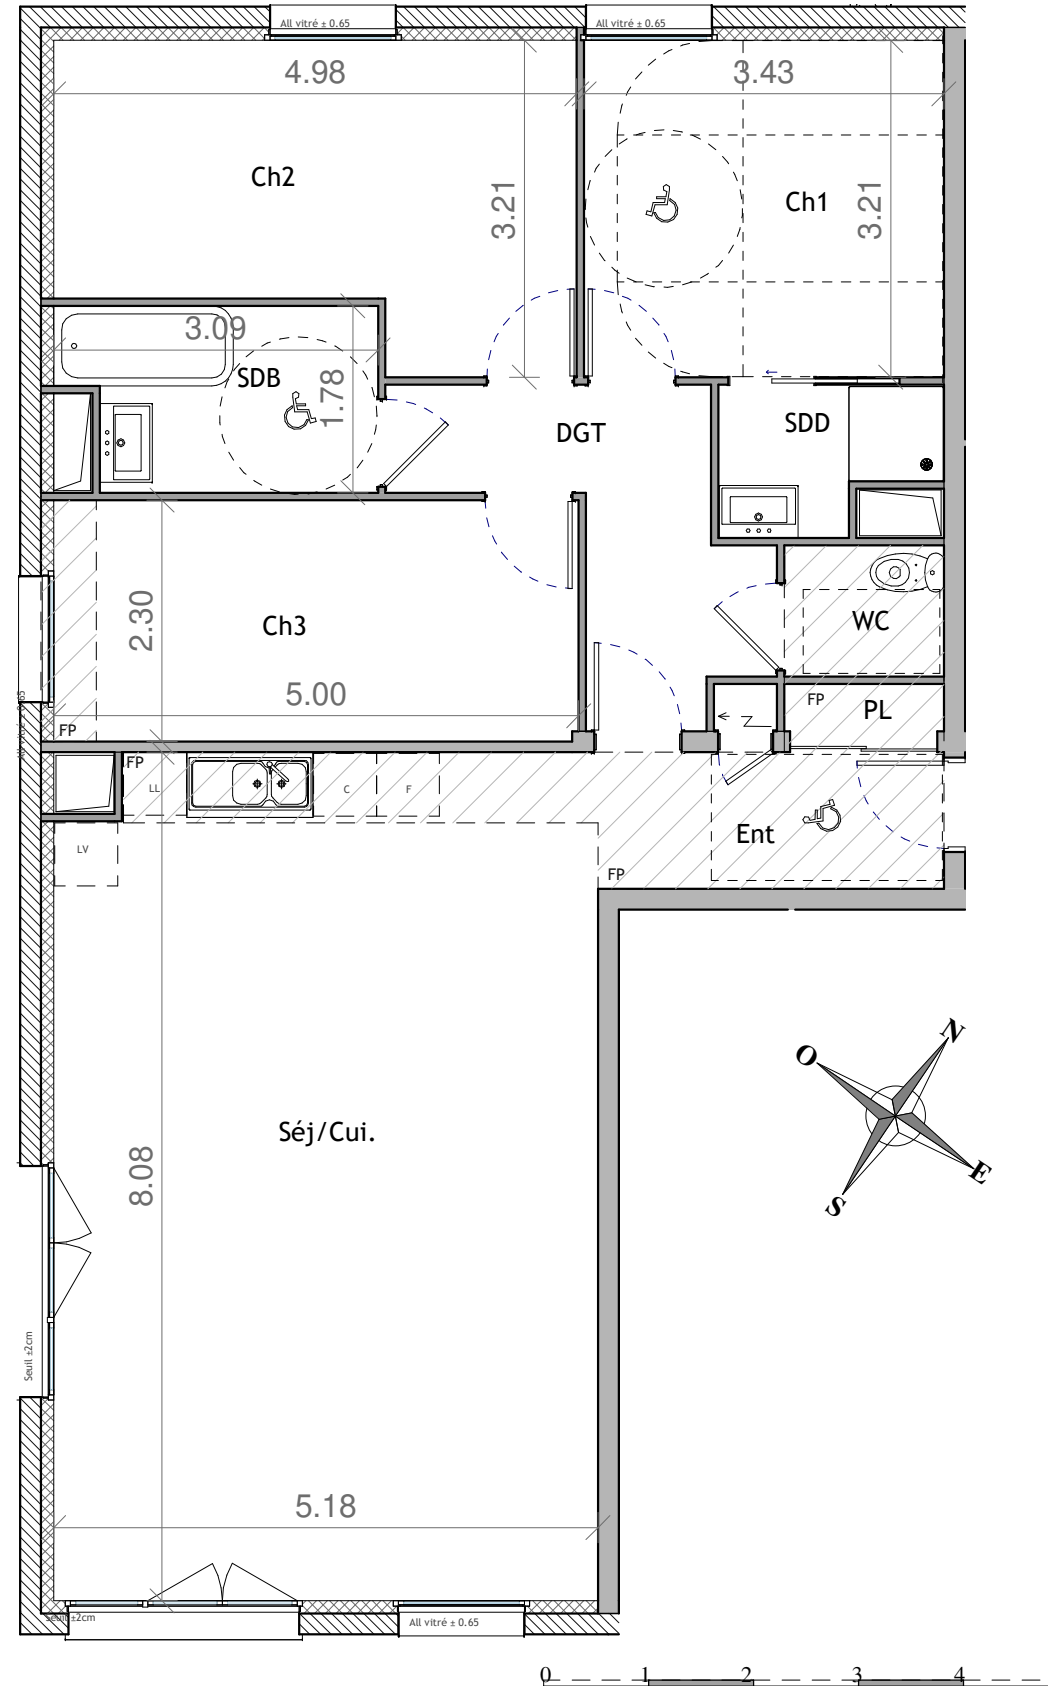 All vitré ± 0.65
All vitré ± 0.65
4.98
3.43
Ch2
3.21
Ch1
3.21
3.09
SDB
1.78
DGT
SDD
2.30
Ch3
WC
5.00
FP
PL
FP
FP
LL
C
F
LV
Ent
FP
N
O
E
S
Séj/Cui.
8.08
Seuil ±2cm
5.18
Seuil ±2cm
All vitré ± 0.65
0 1 2 3 4